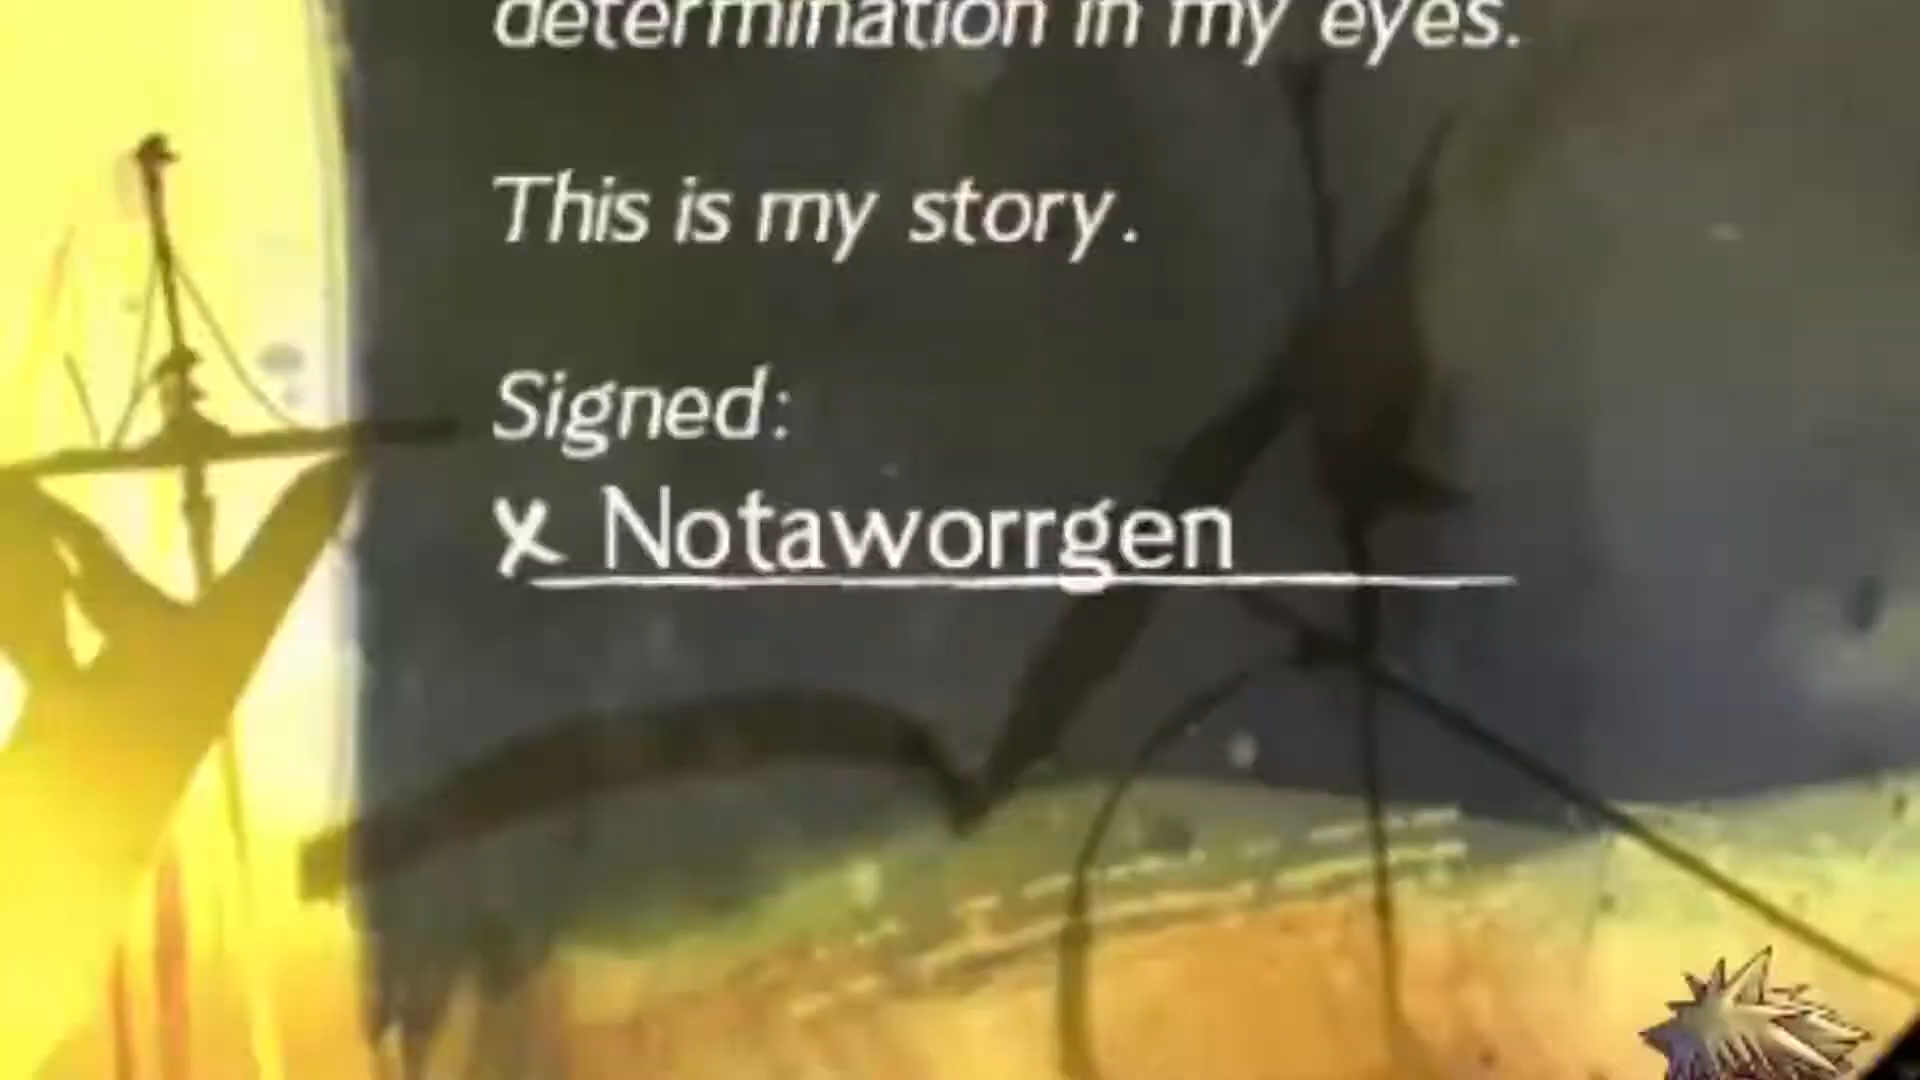 determination in my eyes.
This is my story.
Signed:
x Notaworrgen